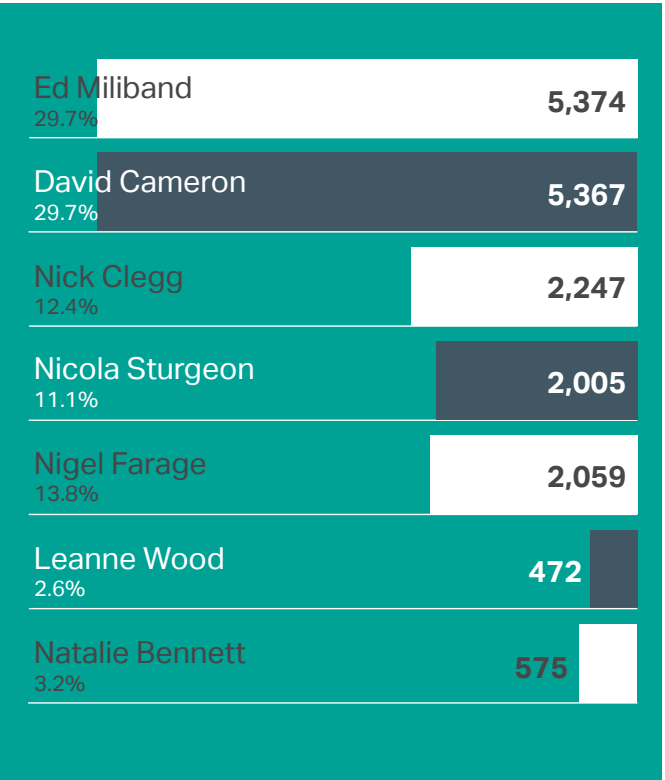 Ed Miliband
29.7%
5,374
David Cameron
29.7%
5,367
Nick Clegg
12.4%
2,247
Nicola Sturgeon
11.1%
2,005
Nigel Farage
13.8%
2,059
Leanne Wood
2.6%
472
Natalie Bennett
3.2%
575